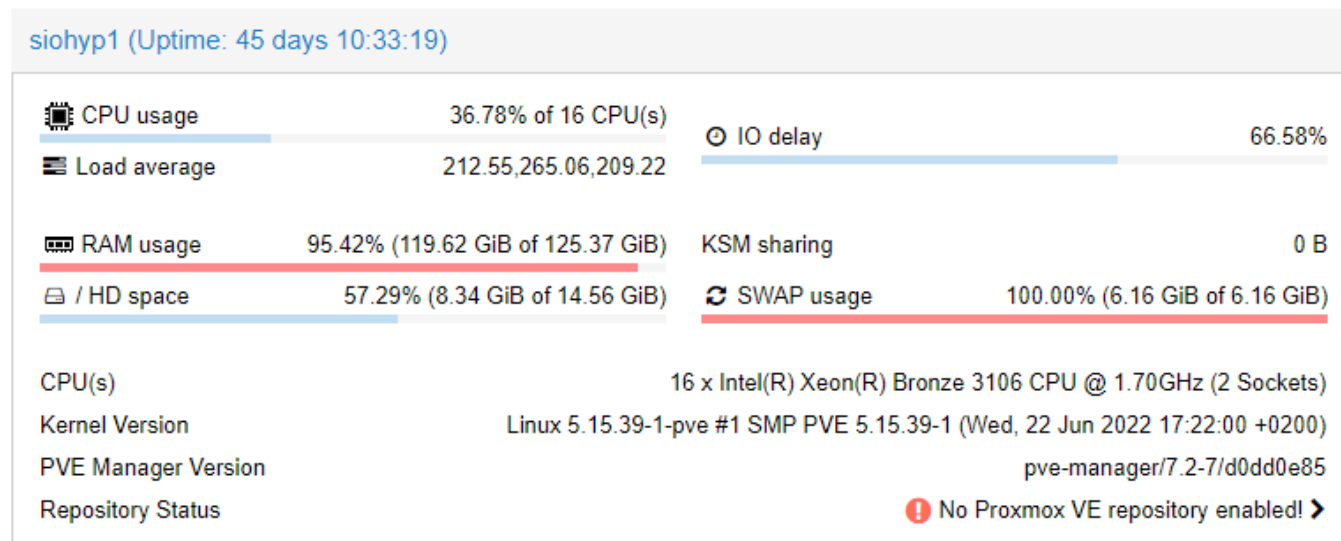 siohyp1 (Uptime: 45 days 10:33:19)
CPU usage 36.78% of 16 CPU(s)
IO delay 66.58%
Load average 212.55,265.06,209.22
RAM usage 95.42% (119.62 GiB of 125.37 GiB)
KSM sharing 0 B
/ HD space 57.29% (8.34 GiB of 14.56 GiB)
SWAP usage 100.00% (6.16 GiB of 6.16 GiB)
CPU(s) 16 x Intel(R) Xeon(R) Bronze 3106 CPU @ 1.70GHz (2 Sockets)
Kernel Version Linux 5.15.39-1-pve #1 SMP PVE 5.15.39-1 (Wed, 22 Jun 2022 17:22:00 +0200)
PVE Manager Version pve-manager/7.2-7/d0dd0e85
Repository Status No Proxmox VE repository enabled!